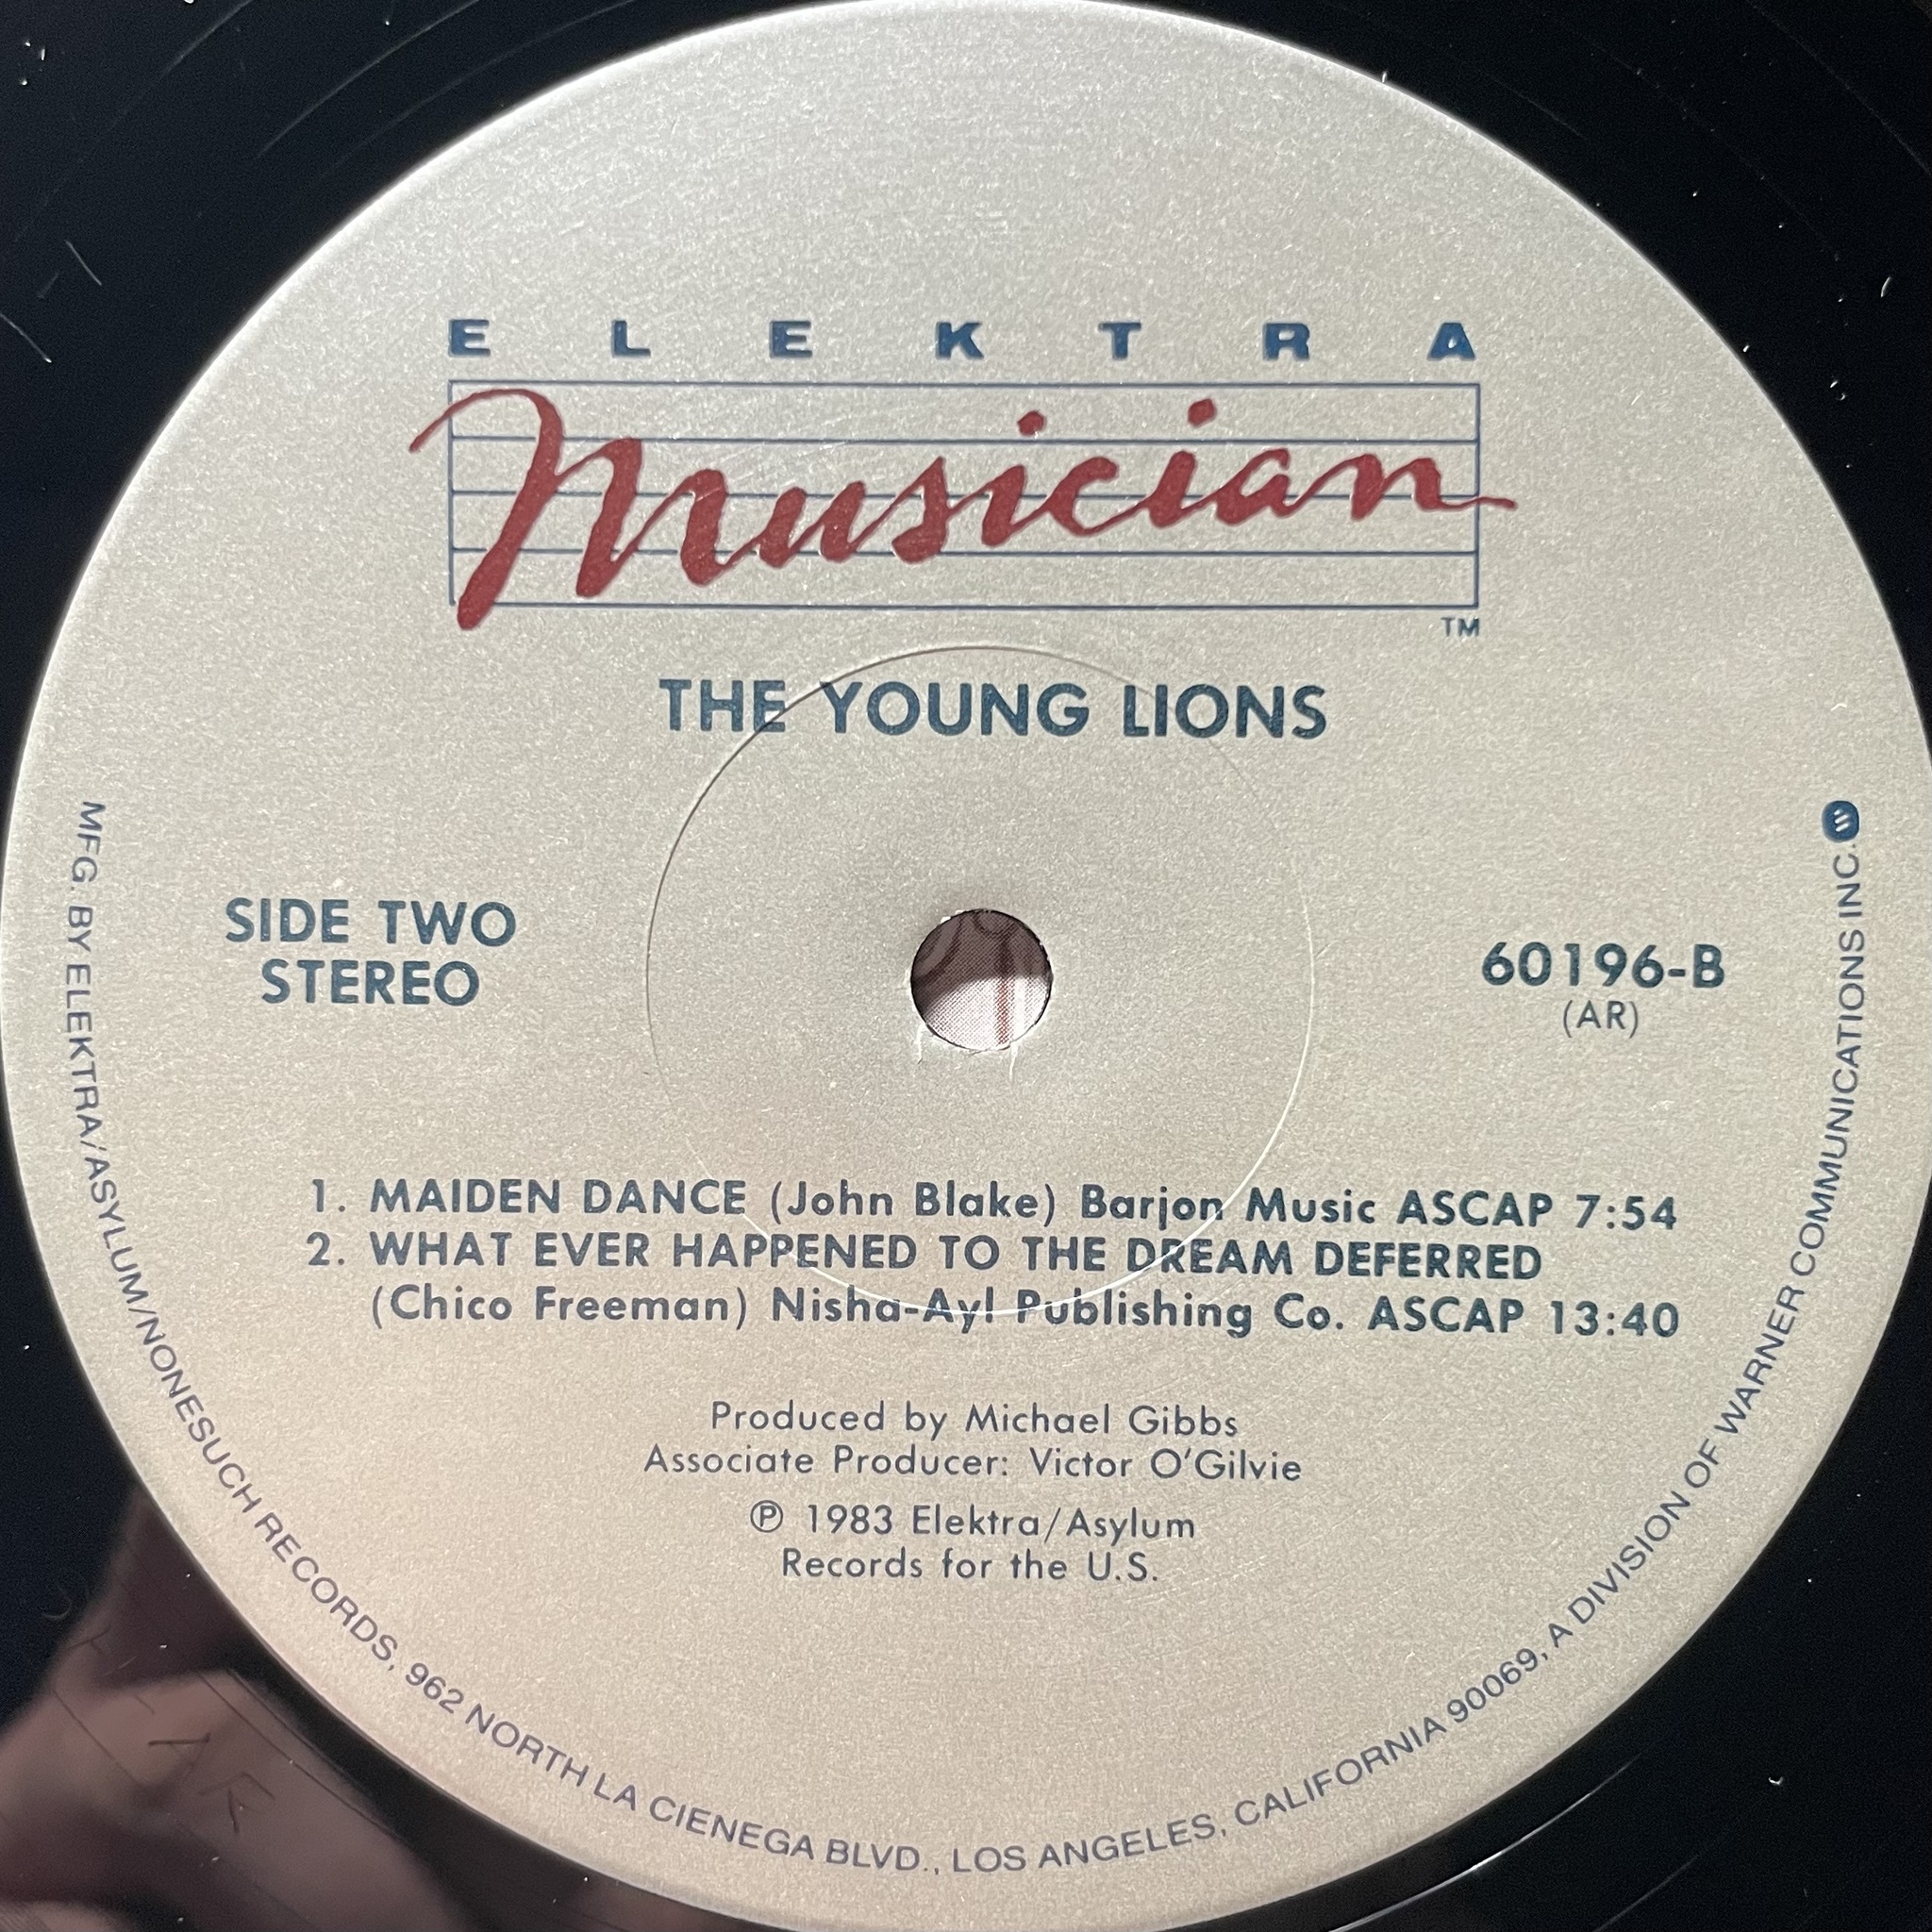 ELEKTRA
Musician
TM
THE YOUNG LIONS
SIDE TWO
STEREO
60196-B
(AR)
1. MAIDEN DANCE (John Blake) Barjon Music ASCAP 7:54
2. WHAT EVER HAPPENED TO THE DREAM DEFERRED
(Chico Freeman) Nisha-Ayl Publishing Co. ASCAP 13:40
Produced by Michael Gibbs
Associate Producer: Victor O'Gilvie
℗ 1983 Elektra/Asylum
Records for the U.S.
MFG. BY ELEKTRA/ASYLUM/NONESUCH RECORDS, 962 NORTH LA CIENEGA BLVD., LOS ANGELES, CALIFORNIA 90069, A DIVISION OF WARNER COMMUNICATIONS INC.